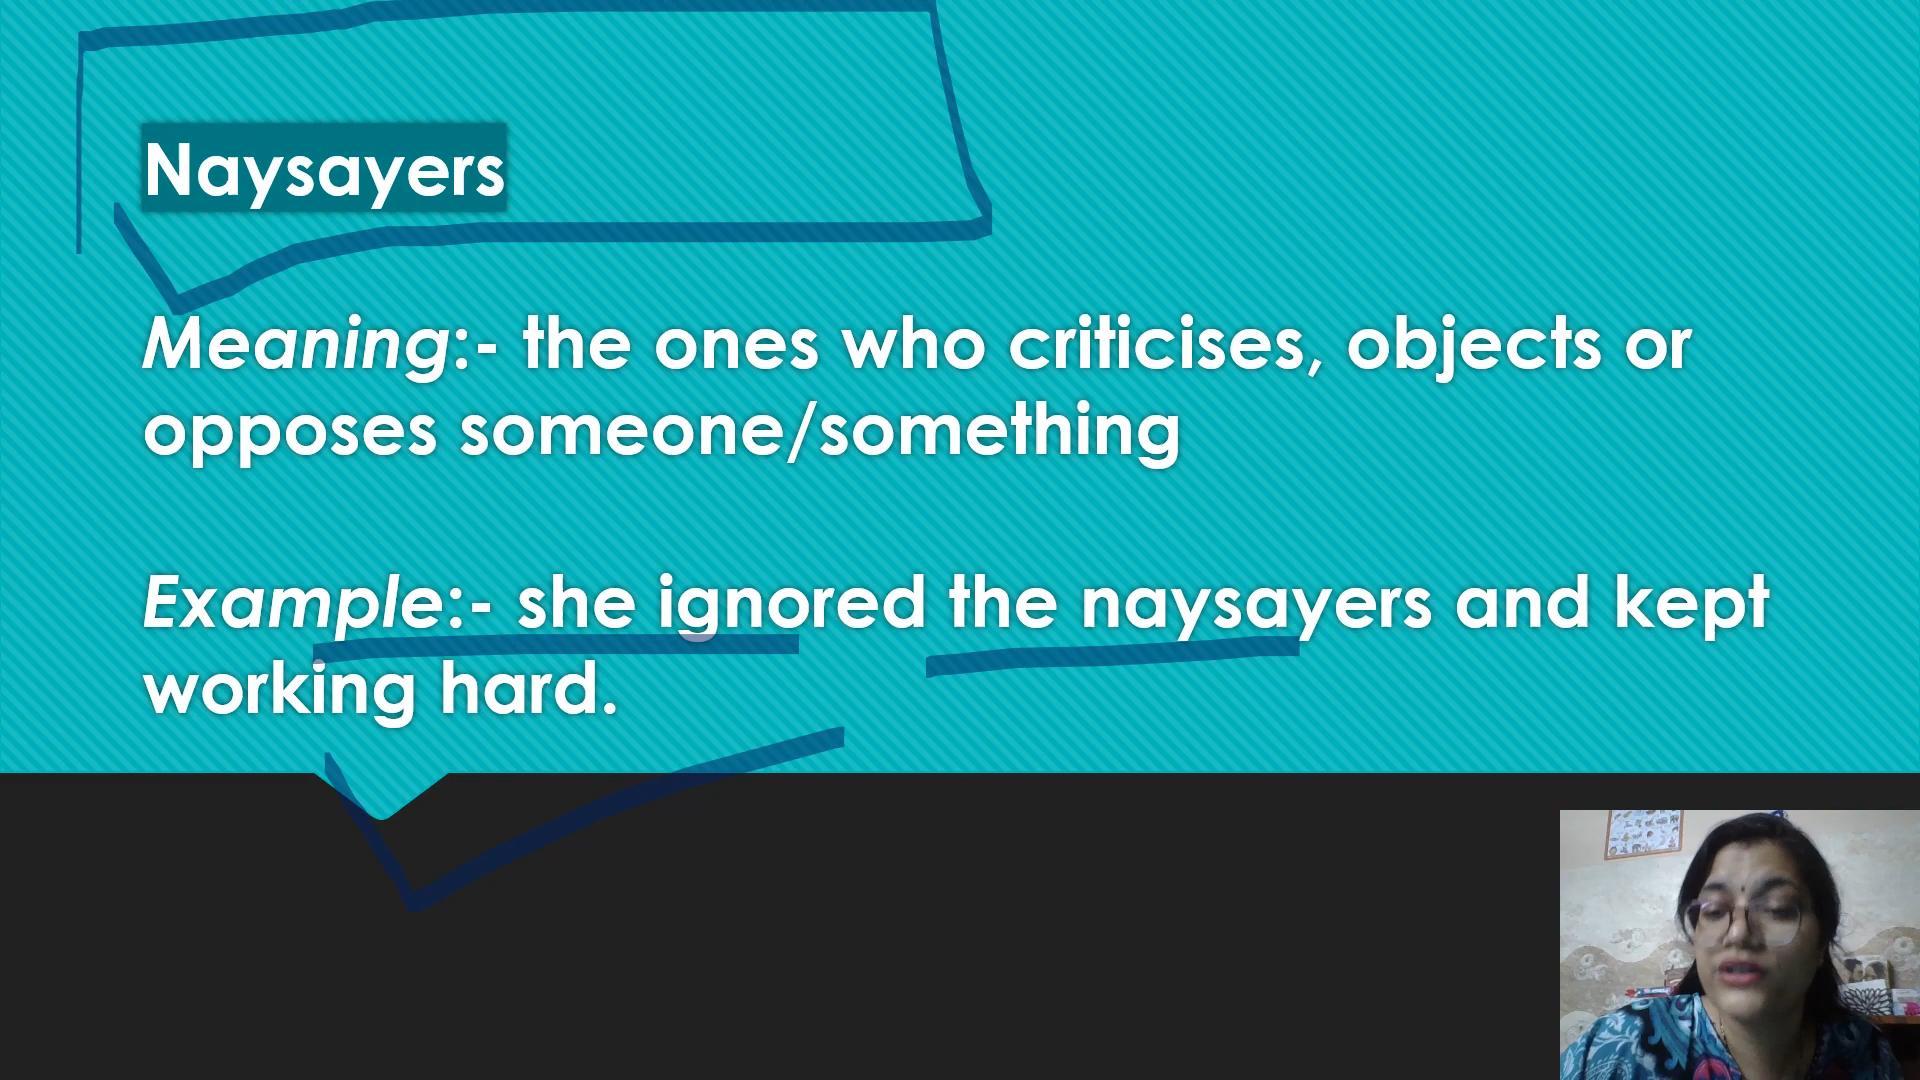 Naysayers
Meaning:- the ones who criticises, objects or
opposes someone/something
Example:- she ignored the naysayers and kept
working hard.